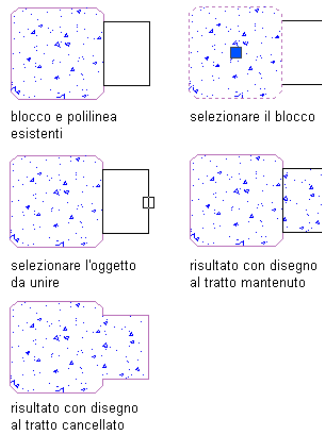 blocco e polilinea
esistenti
selezionare il blocco
selezionare l'oggetto
da unire
risultato con disegno
al tratto mantenuto
risultato con disegno
al tratto cancellato